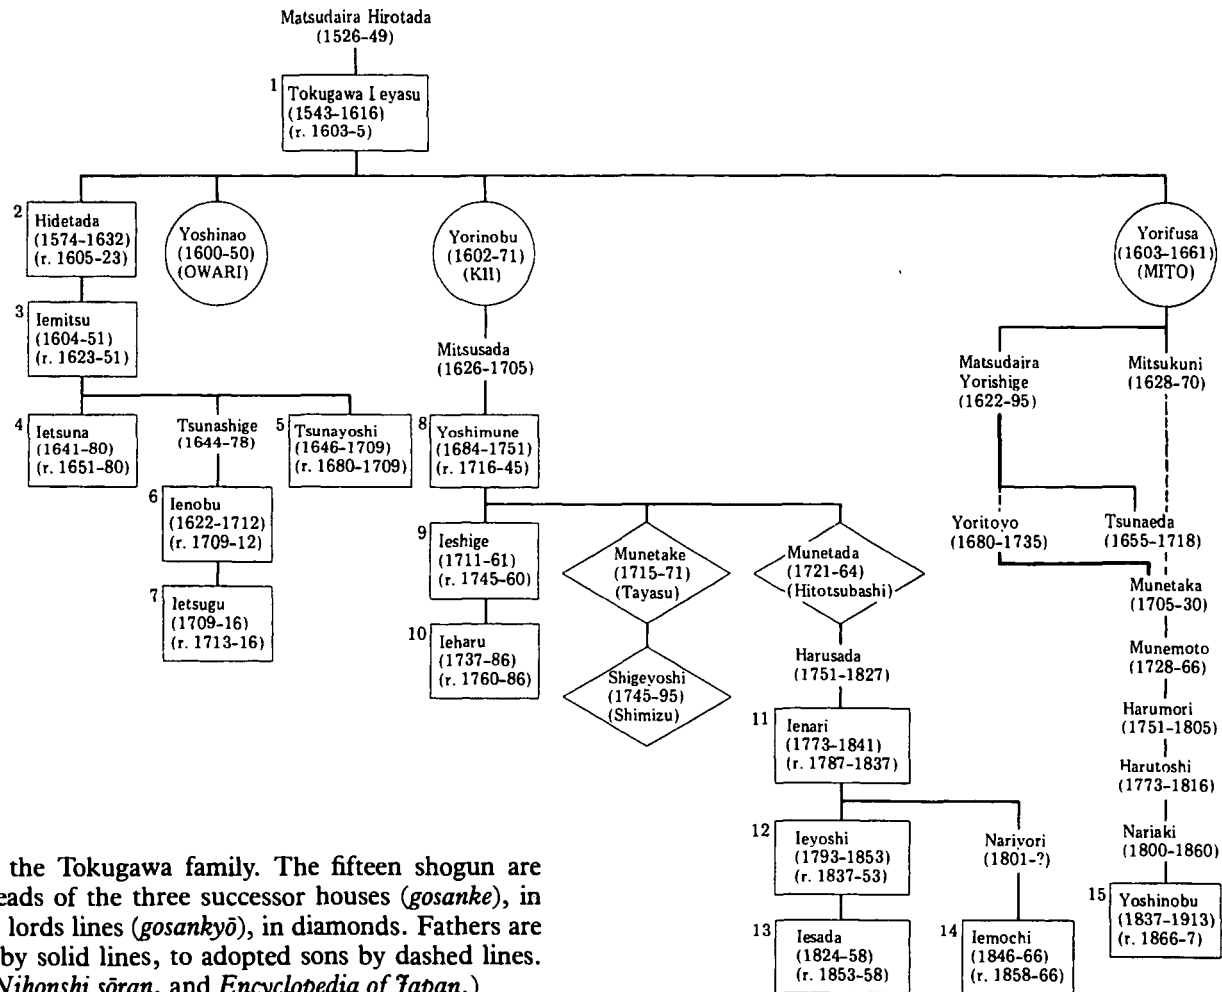 Matsudaira Hirotada
(1526–49)
1
Tokugawa Ieyasu
(1543–1616)
(r. 1603–5)
2
Hidetada
(1574–1632)
(r. 1605–23)
Yoshinao
(1600–50)
(OWARI)
Yorinobu
(1602–71)
(KII)
Yorifusa
(1603–1661)
(MITO)
3
Iemitsu
(1604–51)
(r. 1623–51)
Mitsusada
(1626–1705)
Matsudaira
Yorishige
(1622–95)
Mitsukuni
(1628–70)
4
Ietsuna
(1641–80)
(r. 1651–80)
Tsunashige
(1644–78)
5
Tsunayoshi
(1646–1709)
(r. 1680–1709)
8
Yoshimune
(1684–1751)
(r. 1716–45)
6
Ienobu
(1622–1712)
(r. 1709–12)
9
Ieshige
(1711–61)
(r. 1745–60)
Munetake
(1715–71)
(Tayasu)
Munetada
(1721–64)
(Hitotsubashi)
Yoritoyo
(1680–1735)
Tsunaeda
(1655–1718)
7
Ietsugu
(1709–16)
(r. 1713–16)
Munetaka
(1705–30)
10
Ieharu
(1737–86)
(r. 1760–86)
Shigeyoshi
(1745–95)
(Shimizu)
Harusada
(1751–1827)
Munemoto
(1728–66)
11
Ienari
(1773–1841)
(r. 1787–1837)
Harumori
(1751–1805)
Harutoshi
(1773–1816)
12
Ieyoshi
(1793–1853)
(r. 1837–53)
Nariyori
(1801–?)
Nariaki
(1800–1860)
13
Iesada
(1824–58)
(r. 1853–58)
14
Iemochi
(1846–66)
(r. 1858–66)
15
Yoshinobu
(1837–1913)
(r. 1866–7)
the Tokugawa family. The fifteen shogun are
eads of the three successor houses (gosanke), in
lords lines (gosankyō), in diamonds. Fathers are
by solid lines, to adopted sons by dashed lines.
Nihonshi sōran, and Encyclopedia of Japan.)